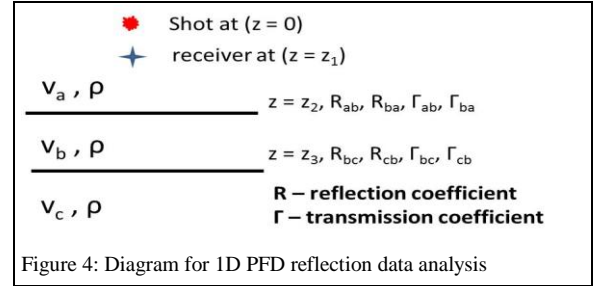 Shot at (z = 0)
receiver at (z = z₁)
vₐ , ρ
z = z₂, Rₐb, Rbₐ, Γₐb, Γbₐ
vb , ρ
z = z₃, Rbc, Rcb, Γbc, Γcb
vc , ρ
R – reflection coefficient
Γ – transmission coefficient
Figure 4: Diagram for 1D PFD reflection data analysis